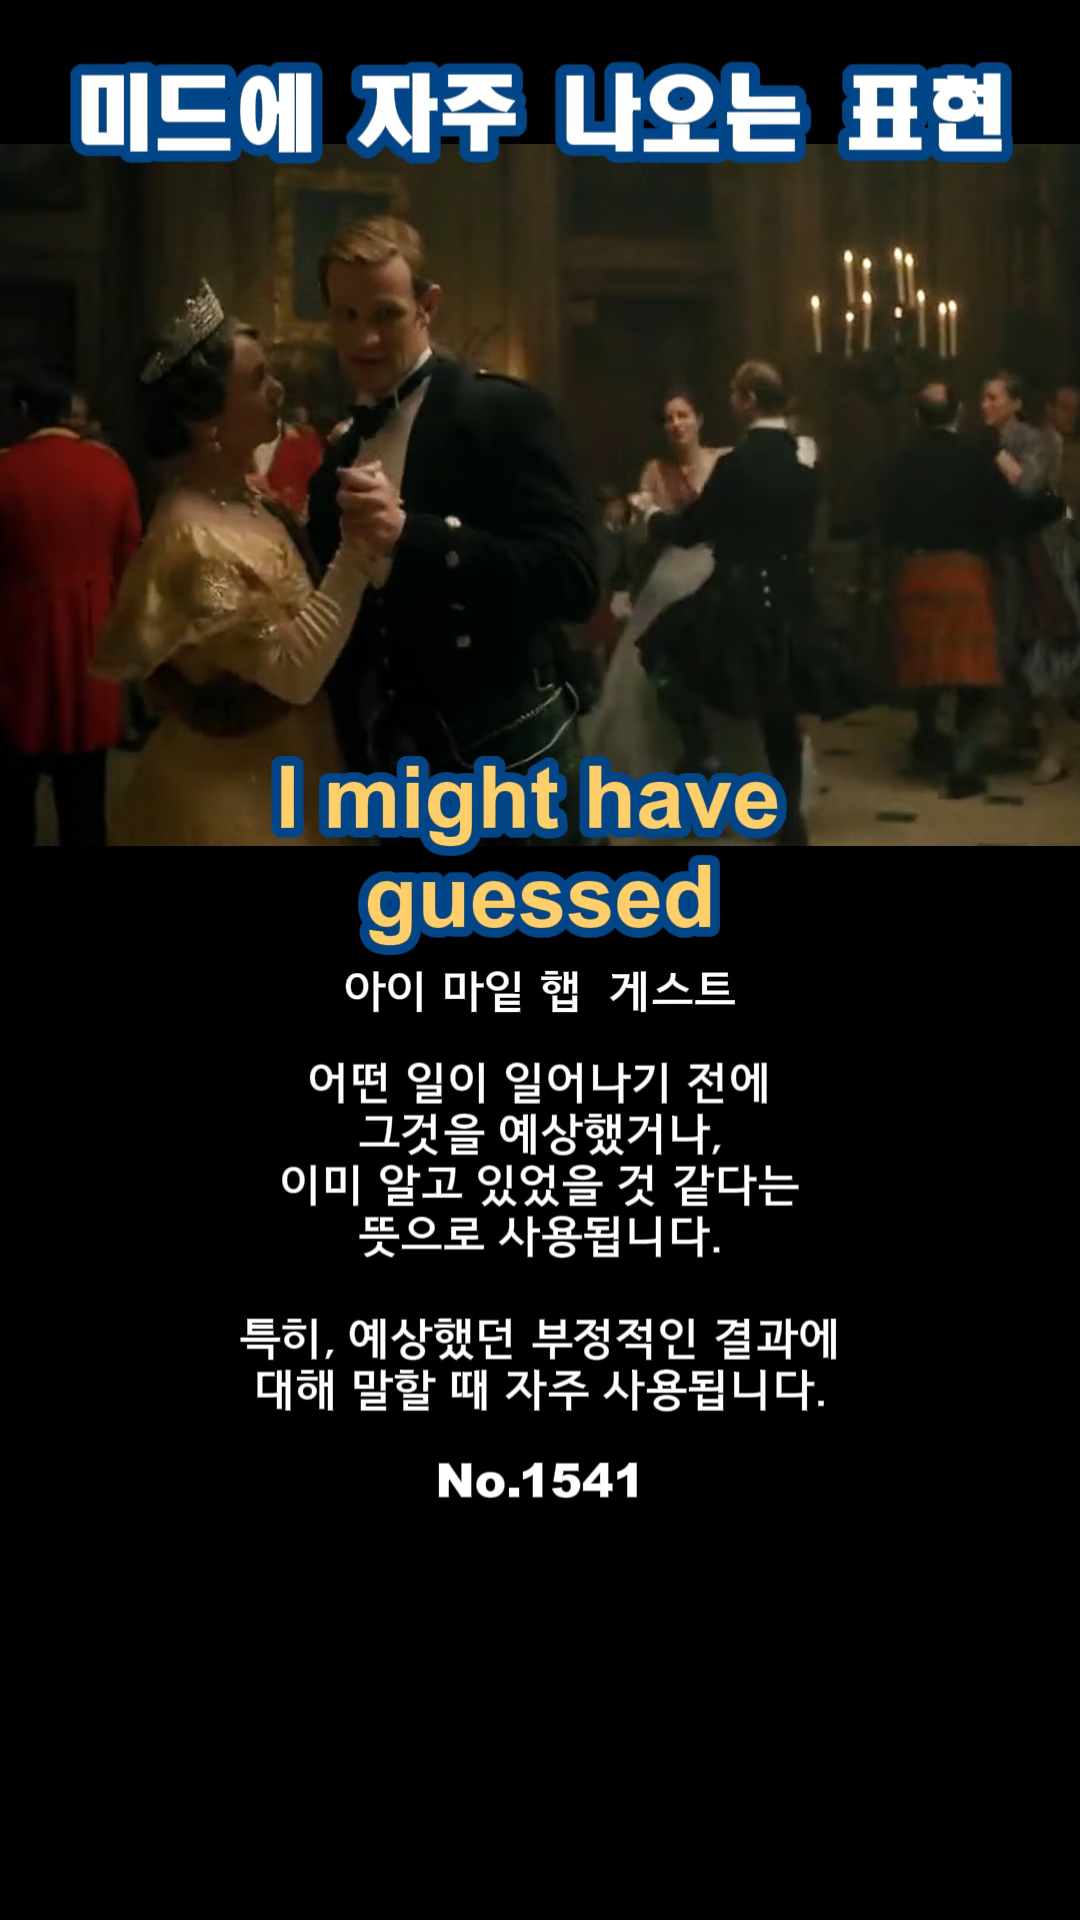 미드에 자주 나오는 표현
I might have
guessed
아이 마잍 햅 게스트
어떤 일이 일어나기 전에
그것을 예상했거나,
이미 알고 있었을 것 같다는
뜻으로 사용됩니다.
특히, 예상했던 부정적인 결과에
대해 말할 때 자주 사용됩니다.
No.1541